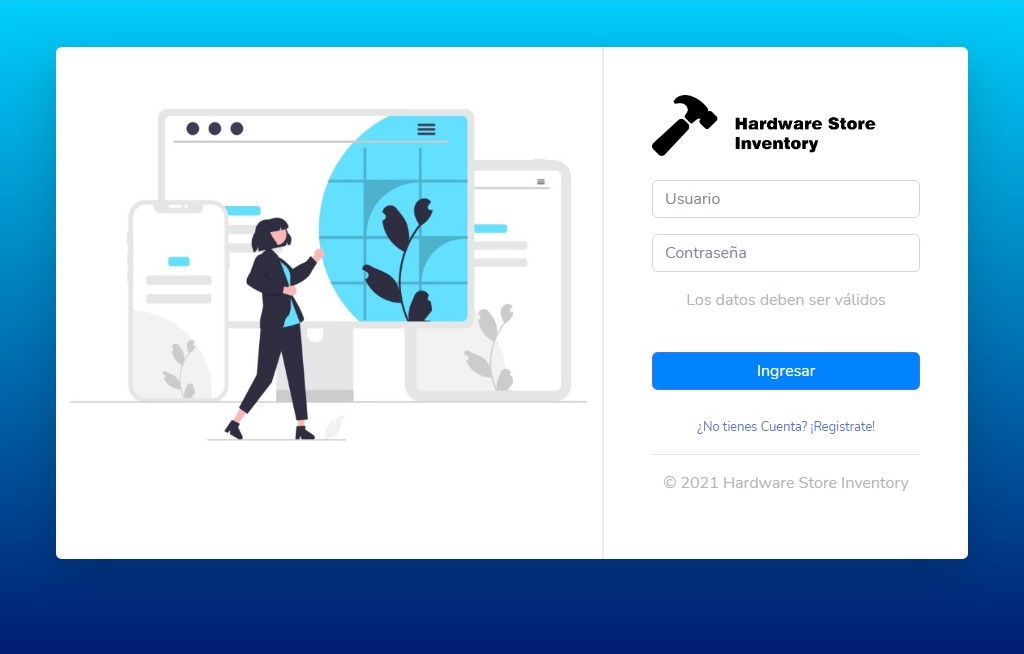 Hardware Store
Inventory
Usuario
Contraseña
Los datos deben ser válidos
Ingresar
¿No tienes Cuenta? ¡Registrate!
© 2021 Hardware Store Inventory